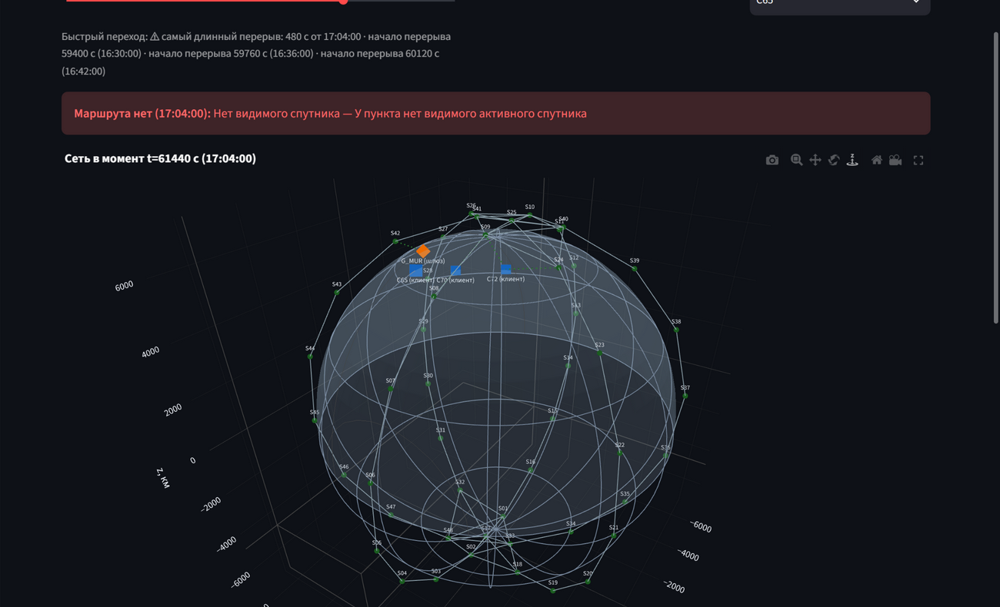 C65
Быстрый переход: ⚠ самый длинный перерыв: 480 с от 17:04:00 · начало перерыва
59400 с (16:30:00) · начало перерыва 59760 с (16:36:00) · начало перерыва 60120 с
(16:42:00)
Маршрута нет (17:04:00): Нет видимого спутника — У пункта нет видимого активного спутника
Сеть в момент t=61440 с (17:04:00)
Z
S26
S41
S25
S10
S40
S11
S09
S27
S42
G_MUR (шлюз)
S24
S12
S39
S28
C65 (клиент)
C70 (клиент)
C72 (клиент)
S43
S08
S13
S29
S38
S23
S44
S14
S30
S07
S37
S45
S15
S31
S22
S36
S16
S46
S06
S32
S35
S47
S01
S34
S21
S48
S17
S33
S05
S02
S18
S04
S03
S20
S19
6000
4000
2000
0
−2000
−4000
−6000
Z, км
−6000
−4000
−2000